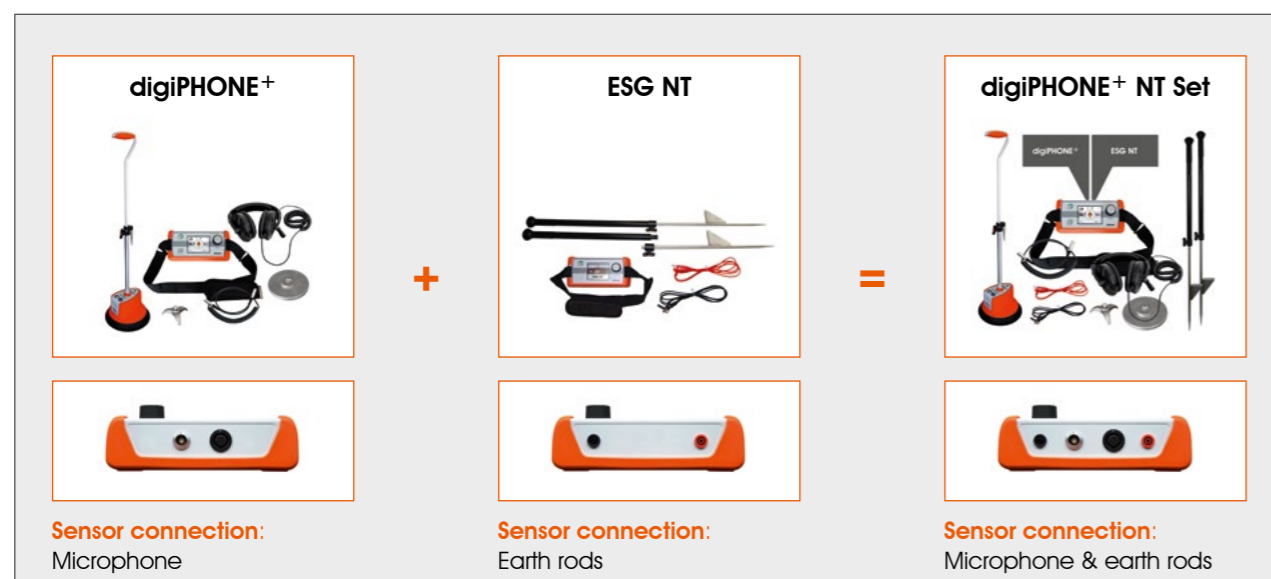 digiPHONE+
ESG NT
digiPHONE+ NT Set
digiPHONE+
ESG NT
+
=
Sensor connection:
Microphone
Sensor connection:
Earth rods
Sensor connection:
Microphone & earth rods